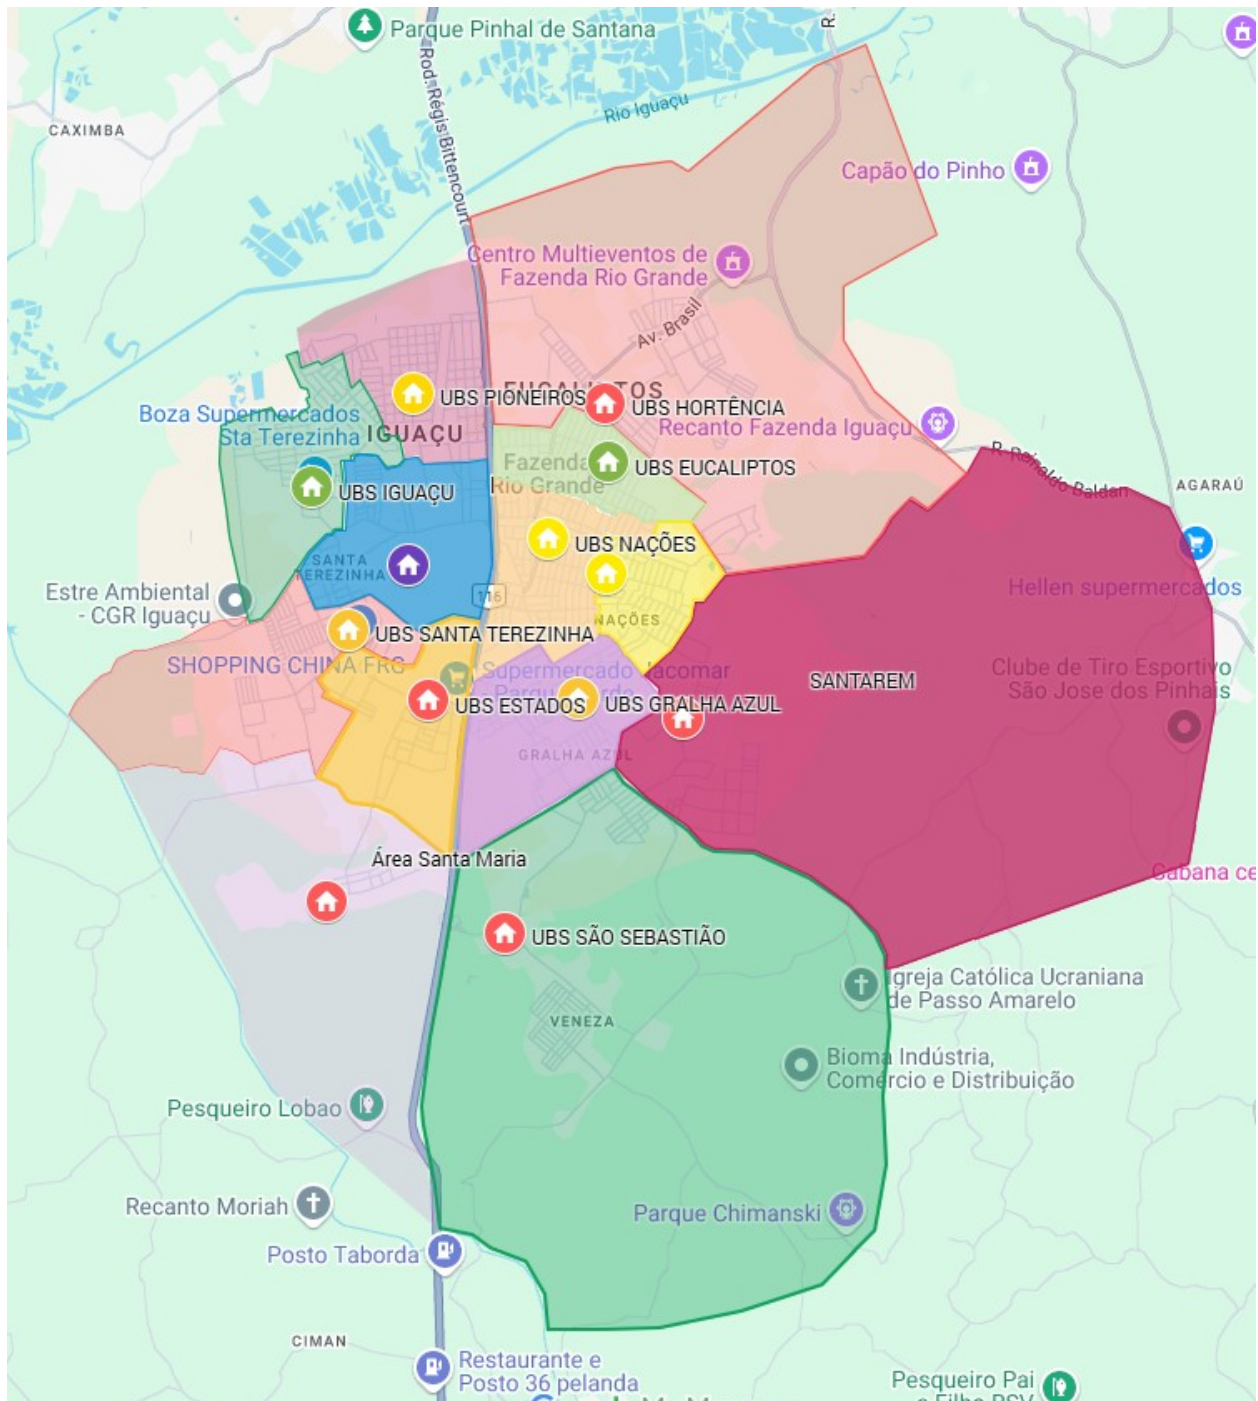 Parque Pinhal de Santana
R.
Rod. Régis Bittencourt
Rio Iguaçu
CAXIMBA
Capão do Pinho
Centro Multieventos de
Fazenda Rio Grande
Av. Brasil
EUCALIPTOS
UBS PIONEIROS
UBS HORTÊNCIA
Boza Supermercados
Sta Terezinha
IGUAÇU
Recanto Fazenda Iguaçu
R. Reinaldo Baldan
Fazenda
Rio Grande
UBS EUCALIPTOS
AGARAÚ
UBS IGUAÇU
UBS NAÇÕES
SANTA
TEREZINHA
Estre Ambiental
- CGR Iguaçu
116
Hellen supermercados
NAÇÕES
UBS SANTA TEREZINHA
SHOPPING CHINA FRG
Supermercado Jacomar
Clube de Tiro Esportivo
São Jose dos Pinhais
SANTAREM
UBS ESTADOS
UBS GRALHA AZUL
GRALHA AZUL
Área Santa Maria
Gabana ce
UBS SÃO SEBASTIÃO
Igreja Católica Ucraniana
de Passo Amarelo
VENEZA
Bioma Indústria,
Comércio e Distribuição
Pesqueiro Lobao
Recanto Moriah
Parque Chimanski
Posto Taborda
CIMAN
Restaurante e
Posto 36 pelanda
Pesqueiro Pai